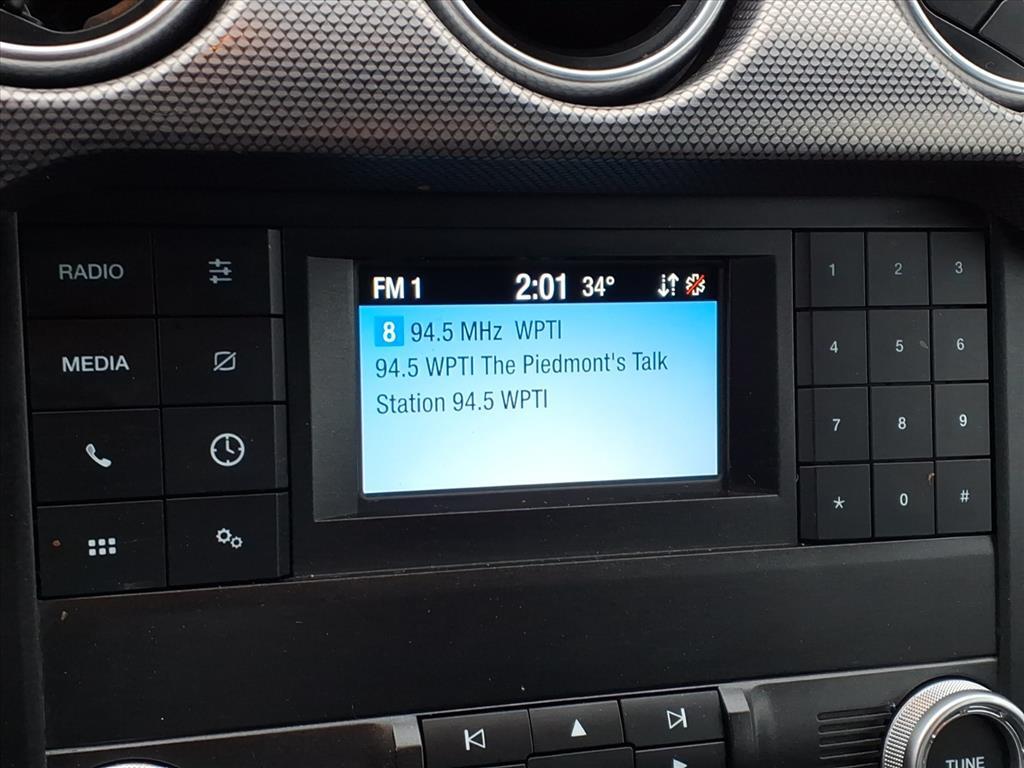 RADIO
MEDIA
FM 1 2:01 34°
8 94.5 MHz WPTI
94.5 WPTI The Piedmont's Talk
Station 94.5 WPTI
1 2 3
4 5 6
7 8 9
* 0 #
TUNE